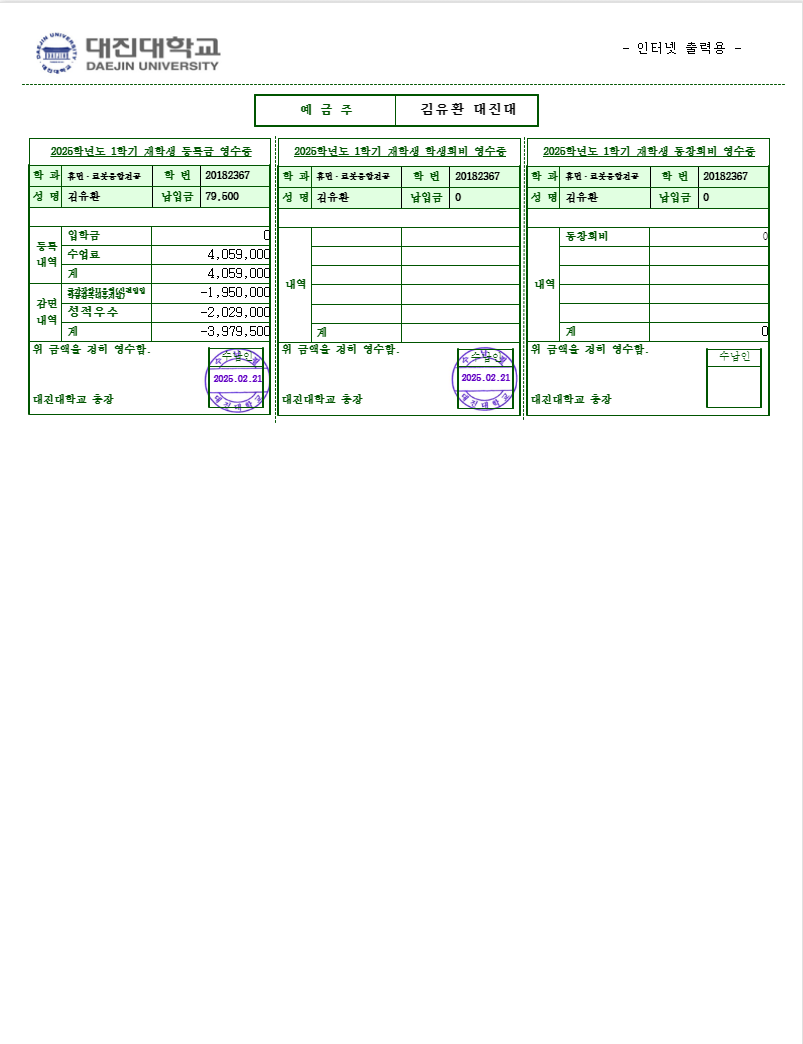 대진대학교
DAEJIN UNIVERSITY
- 인터넷 출력용 -
예 금 주 김유환 대진대
2025학년도 1학기 재학생 등록금 영수증
학 과 휴먼·로봇융합전공 학 번 20182367
성 명 김유환 납입금 79,500
등록 내역
입학금 0
수업료 4,059,000
계 4,059,000
감면 내역
-1,950,000
성적우수 -2,029,000
계 -3,979,500
위 금액을 정히 영수함.
수납인
2025.02.21
대진대학교
대진대학교 총장
2025학년도 1학기 재학생 학생회비 영수증
학 과 휴먼·로봇융합전공 학 번 20182367
성 명 김유환 납입금 0
내역
계
위 금액을 정히 영수함.
수납인
2025.02.21
대진대학교
대진대학교 총장
2025학년도 1학기 재학생 동창회비 영수증
학 과 휴먼·로봇융합전공 학 번 20182367
성 명 김유환 납입금 0
내역
동창회비 0
계 0
위 금액을 정히 영수함.
수납인
대진대학교 총장